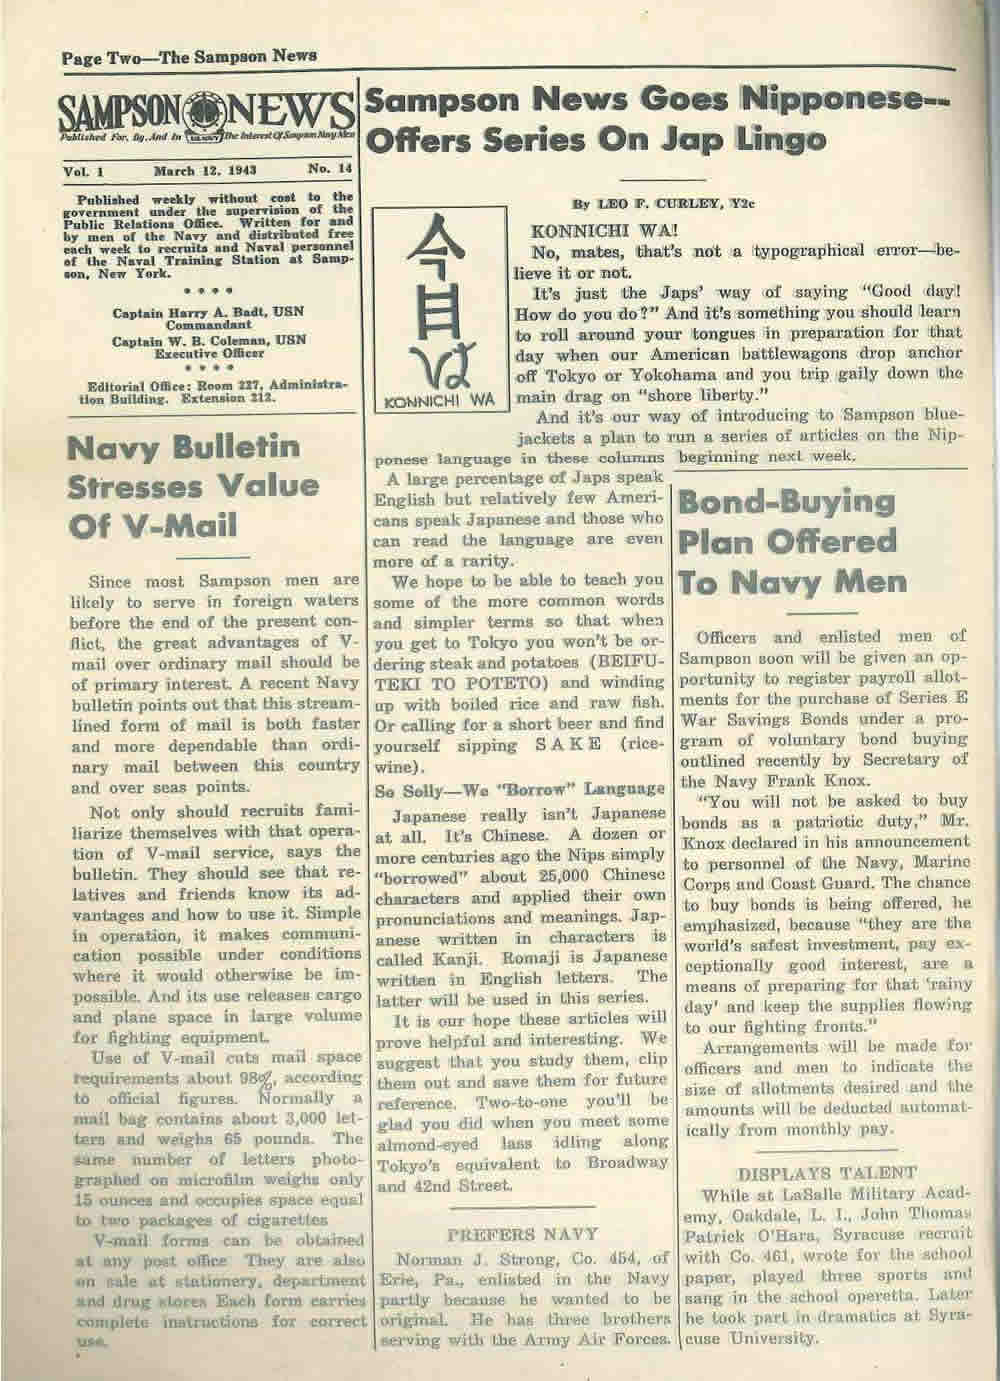 Page Two—The Sampson News
SAMPSON NEWS
Published For, By, And In The Interest Of Sampson Navy Men
Vol. 1 March 12, 1943 No. 14
Published weekly without cost to the
government under the supervision of the
Public Relations Office. Written for and
by men of the Navy and distributed free
each week to recruits and Naval personnel
of the Naval Training Station at Samp-
son, New York.
* * * *
Captain Harry A. Badt, USN
Commandant
Captain W. B. Coleman, USN
Executive Officer
* * * *
Editorial Office: Room 227, Administra-
tion Building. Extension 212.
Navy Bulletin
Stresses Value
Of V-Mail
Since most Sampson men are
likely to serve in foreign waters
before the end of the present con-
flict, the great advantages of V-
mail over ordinary mail should be
of primary interest. A recent Navy
bulletin points out that this stream-
lined form of mail is both faster
and more dependable than ordi-
nary mail between this country
and over seas points.
Not only should recruits fami-
liarize themselves with that opera-
tion of V-mail service, says the
bulletin. They should see that re-
latives and friends know its ad-
vantages and how to use it. Simple
in operation, it makes communi-
cation possible under conditions
where it would otherwise be im-
possible. And its use releases cargo
and plane space in large volume
for fighting equipment.
Use of V-mail cuts mail space
requirements about 98%, according
to official figures. Normally a
mail bag contains about 3,000 let-
ters and weighs 65 pounds. The
same number of letters photo-
graphed on microfilm weighs only
15 ounces and occupies space equal
to two packages of cigarettes
V-mail forms can be obtained
at any post office They are also
on sale at stationery, department
and drug stores Each form carries
complete instructions for correct
use.
Sampson News Goes Nipponese--
Offers Series On Jap Lingo
By LEO F. CURLEY, Y2c
今
日
は
KONNICHI WA
KONNICHI WA!
No, mates, that's not a typographical error—be-
lieve it or not.
It's just the Japs' way of saying "Good day!
How do you do?" And it's something you should learn
to roll around your tongues in preparation for that
day when our American battlewagons drop anchor
off Tokyo or Yokohama and you trip gaily down the
main drag on "shore liberty."
And it's our way of introducing to Sampson blue-
jackets a plan to run a series of articles on the Nip-
ponese language in these columns beginning next week.
A large percentage of Japs speak
English but relatively few Ameri-
cans speak Japanese and those who
can read the language are even
more of a rarity.
We hope to be able to teach you
some of the more common words
and simpler terms so that when
you get to Tokyo you won't be or-
dering steak and potatoes (BEIFU-
TEKI TO POTETO) and winding
up with boiled rice and raw fish.
Or calling for a short beer and find
yourself sipping SAKE (rice-
wine).
So Solly—We "Borrow" Language
Japanese really isn't Japanese
at all. It's Chinese. A dozen or
more centuries ago the Nips simply
"borrowed" about 25,000 Chinese
characters and applied their own
pronunciations and meanings. Jap-
anese written in characters is
called Kanji. Romaji is Japanese
written in English letters. The
latter will be used in this series.
It is our hope these articles will
prove helpful and interesting. We
suggest that you study them, clip
them out and save them for future
reference. Two-to-one you'll be
glad you did when you meet some
almond-eyed lass idling along
Tokyo's equivalent to Broadway
and 42nd Street.
PREFERS NAVY
Norman J. Strong, Co. 454, of
Erie, Pa., enlisted in the Navy
partly because he wanted to be
original. He has three brothers
serving with the Army Air Forces.
Bond-Buying
Plan Offered
To Navy Men
Officers and enlisted men of
Sampson soon will be given an op-
portunity to register payroll allot-
ments for the purchase of Series E
War Savings Bonds under a pro-
gram of voluntary bond buying
outlined recently by Secretary of
the Navy Frank Knox.
"You will not be asked to buy
bonds as a patriotic duty," Mr.
Knox declared in his announcement
to personnel of the Navy, Marine
Corps and Coast Guard. The chance
to buy bonds is being offered, he
emphasized, because "they are the
world's safest investment, pay ex-
ceptionally good interest, are a
means of preparing for that 'rainy
day' and keep the supplies flowing
to our fighting fronts."
Arrangements will be made for
officers and men to indicate the
size of allotments desired and the
amounts will be deducted automat-
ically from monthly pay.
DISPLAYS TALENT
While at LaSalle Military Acad-
emy, Oakdale, L. I., John Thomas
Patrick O'Hara, Syracuse recruit
with Co. 461, wrote for the school
paper, played three sports and
sang in the school operetta. Later
he took part in dramatics at Syra-
cuse University.